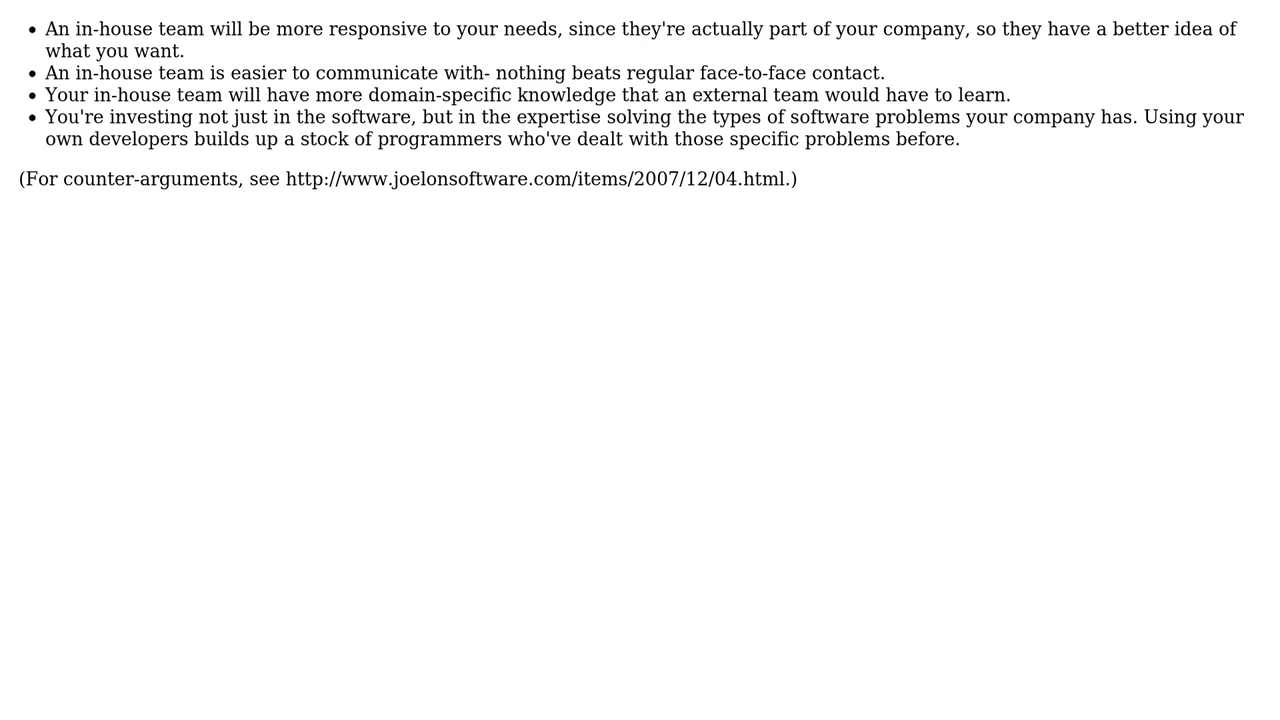 • An in-house team will be more responsive to your needs, since they're actually part of your company, so they have a better idea of
what you want.
• An in-house team is easier to communicate with- nothing beats regular face-to-face contact.
• Your in-house team will have more domain-specific knowledge that an external team would have to learn.
• You're investing not just in the software, but in the expertise solving the types of software problems your company has. Using your
own developers builds up a stock of programmers who've dealt with those specific problems before.
(For counter-arguments, see http://www.joelonsoftware.com/items/2007/12/04.html.)